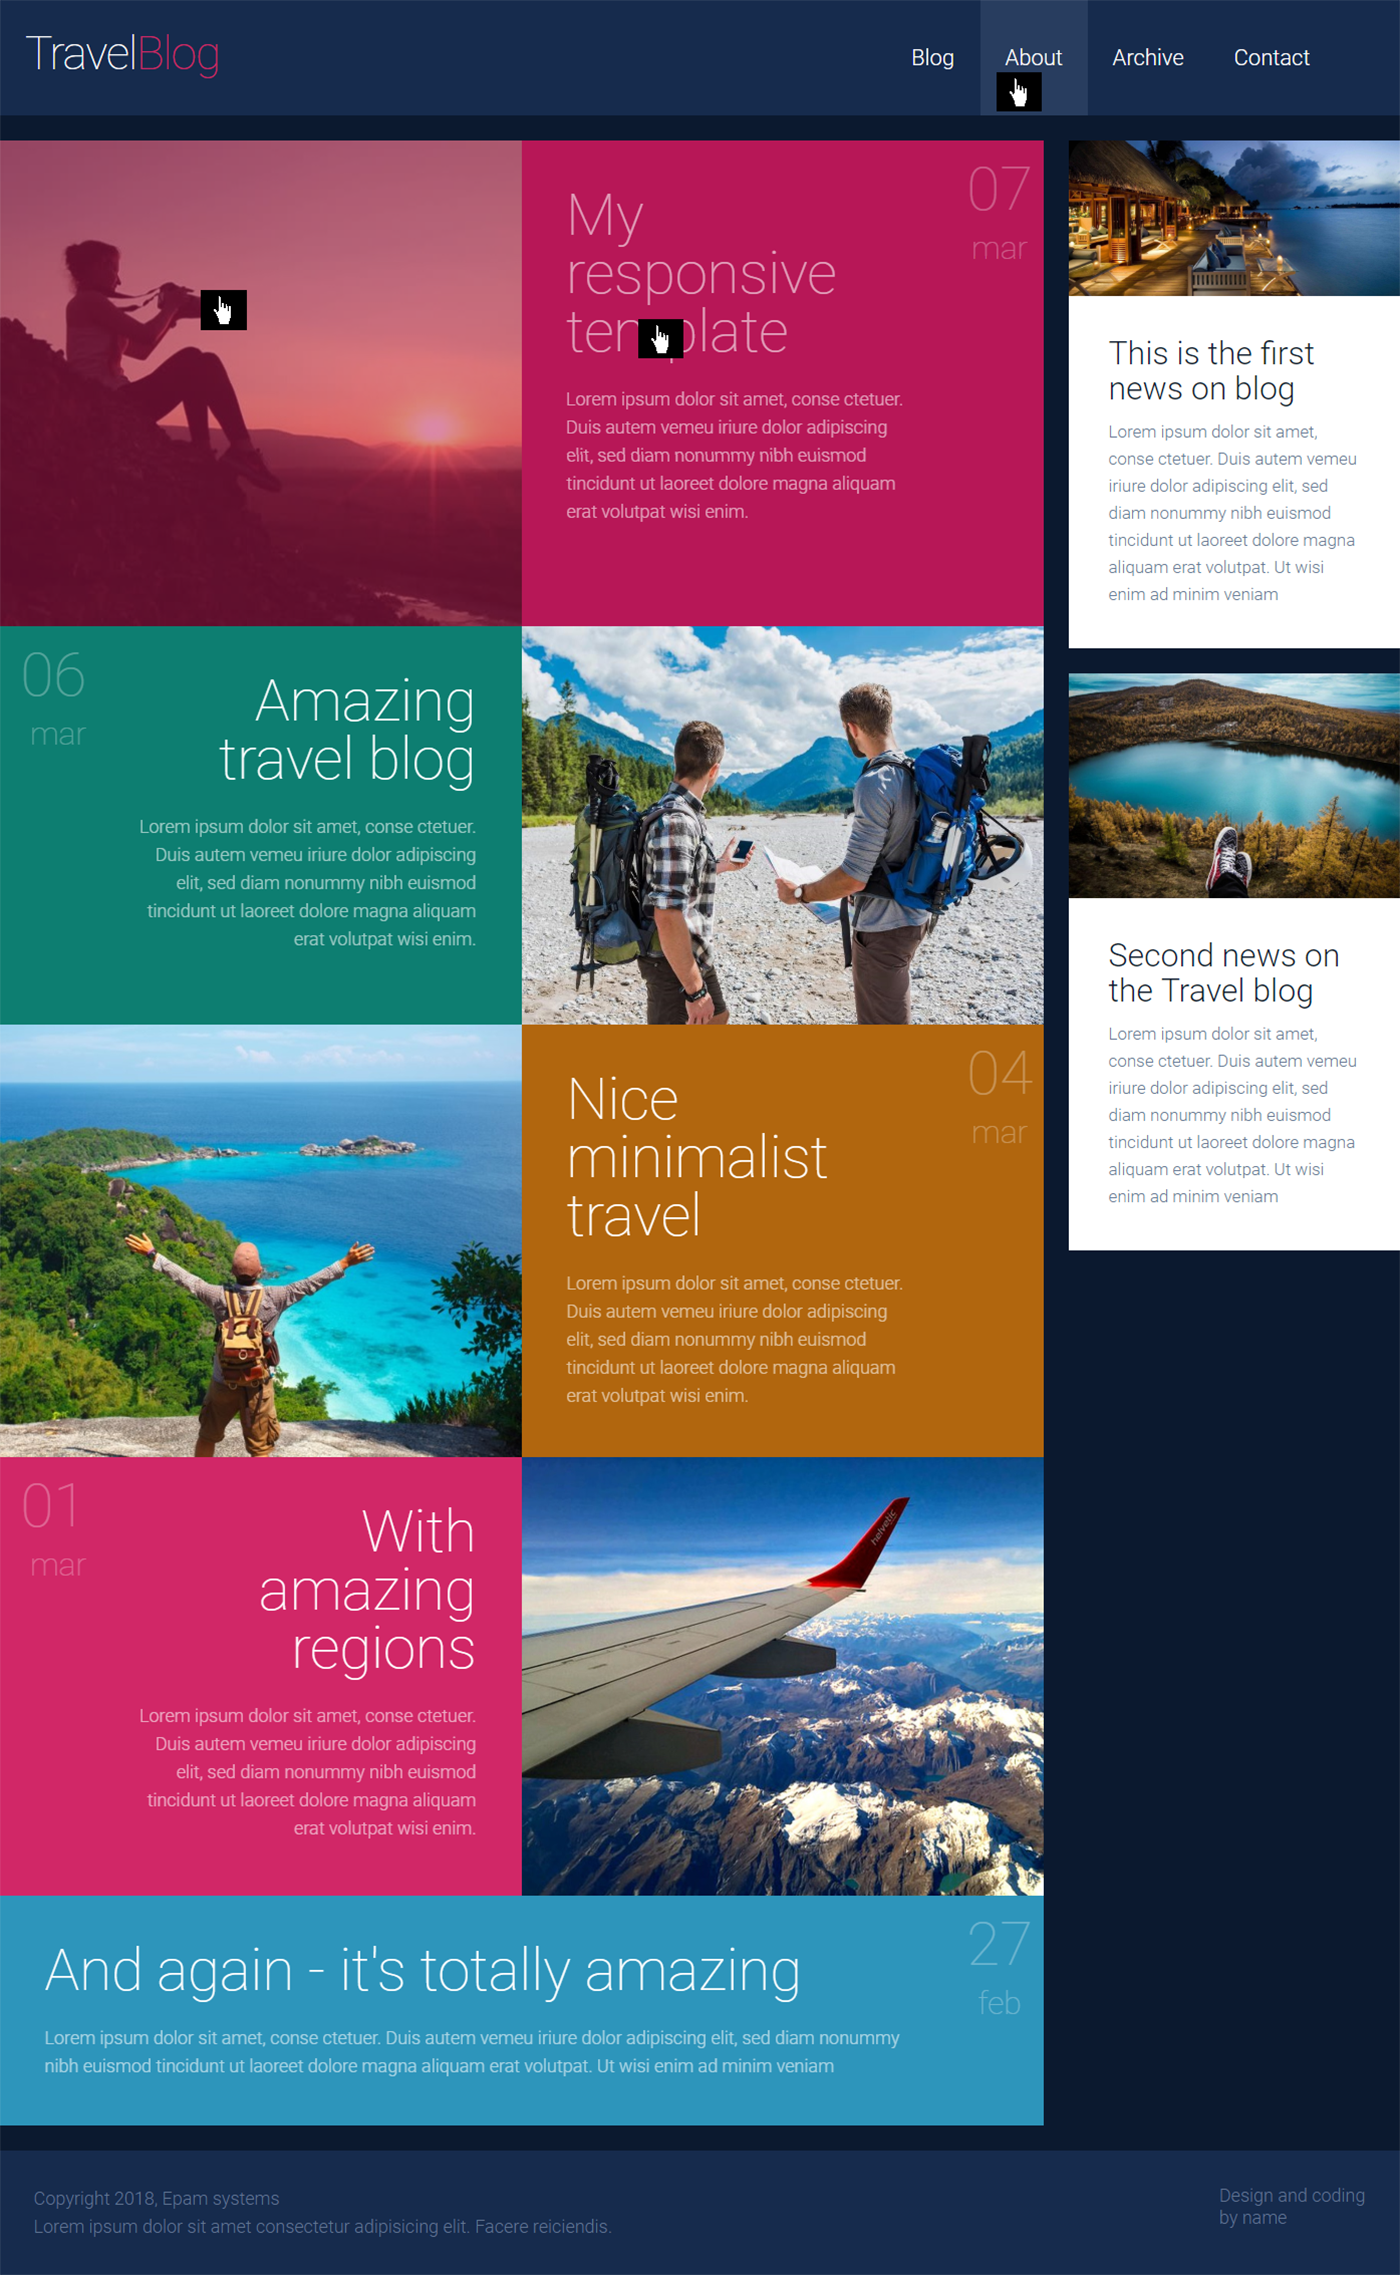 TravelBlog
Blog About Archive Contact
07
mar
My
responsive
template
Lorem ipsum dolor sit amet, conse ctetuer.
Duis autem vemeu iriure dolor adipiscing
elit, sed diam nonummy nibh euismod
tincidunt ut laoreet dolore magna aliquam
erat volutpat wisi enim.
06
mar
Amazing
travel blog
Lorem ipsum dolor sit amet, conse ctetuer.
Duis autem vemeu iriure dolor adipiscing
elit, sed diam nonummy nibh euismod
tincidunt ut laoreet dolore magna aliquam
erat volutpat wisi enim.
04
mar
Nice
minimalist
travel
Lorem ipsum dolor sit amet, conse ctetuer.
Duis autem vemeu iriure dolor adipiscing
elit, sed diam nonummy nibh euismod
tincidunt ut laoreet dolore magna aliquam
erat volutpat wisi enim.
01
mar
With
amazing
regions
Lorem ipsum dolor sit amet, conse ctetuer.
Duis autem vemeu iriure dolor adipiscing
elit, sed diam nonummy nibh euismod
tincidunt ut laoreet dolore magna aliquam
erat volutpat wisi enim.
helvetic
27
feb
And again - it's totally amazing
Lorem ipsum dolor sit amet, conse ctetuer. Duis autem vemeu iriure dolor adipiscing elit, sed diam nonummy
nibh euismod tincidunt ut laoreet dolore magna aliquam erat volutpat. Ut wisi enim ad minim veniam
This is the first
news on blog
Lorem ipsum dolor sit amet,
conse ctetuer. Duis autem vemeu
iriure dolor adipiscing elit, sed
diam nonummy nibh euismod
tincidunt ut laoreet dolore magna
aliquam erat volutpat. Ut wisi
enim ad minim veniam
Second news on
the Travel blog
Lorem ipsum dolor sit amet,
conse ctetuer. Duis autem vemeu
iriure dolor adipiscing elit, sed
diam nonummy nibh euismod
tincidunt ut laoreet dolore magna
aliquam erat volutpat. Ut wisi
enim ad minim veniam
Copyright 2018, Epam systems
Lorem ipsum dolor sit amet consectetur adipisicing elit. Facere reiciendis.
Design and coding
by name